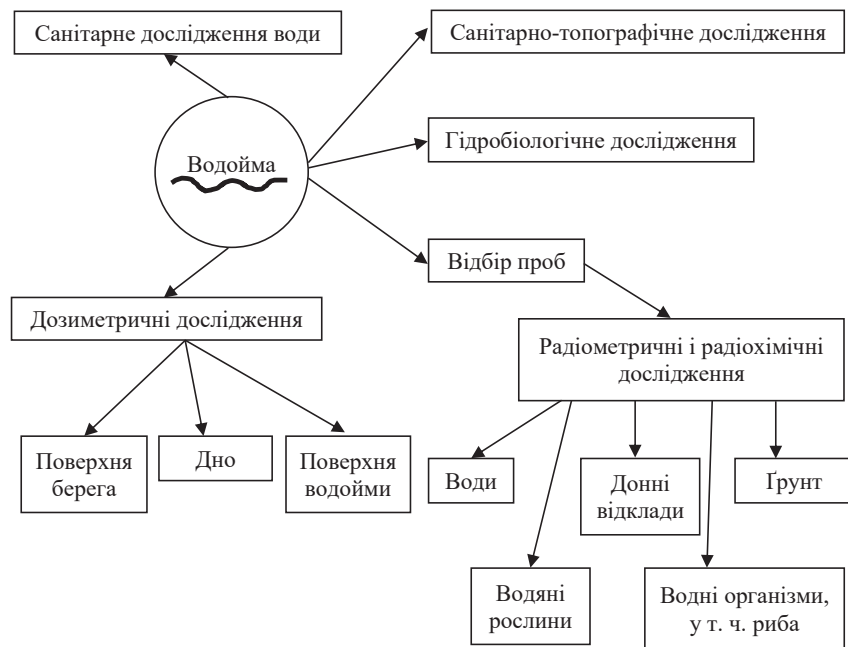 Санітарне дослідження води
Санітарно-топографічне дослідження
Гідробіологічне дослідження
Водойма
Відбір проб
Дозиметричні дослідження
Радіометричні і радіохімічні
дослідження
Поверхня
берега
Дно
Поверхня
водойми
Води
Донні
відклади
Ґрунт
Водяні
рослини
Водні організми,
у т. ч. риба